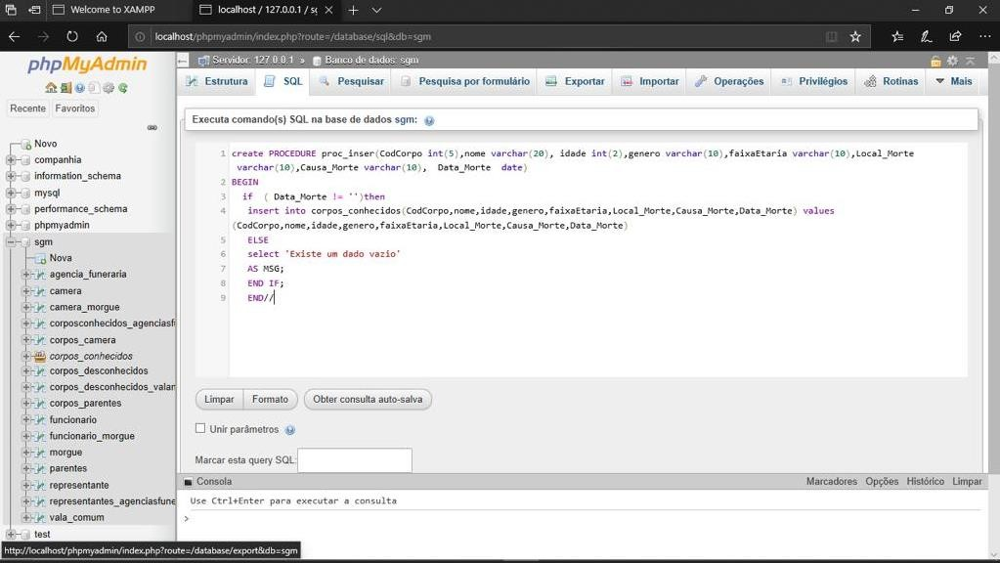 Welcome to XAMPP
localhost / 127.0.0.1 / sg
localhost/phpmyadmin/index.php?route=/database/sql&db=sgm
phpMyAdmin
Recente
Favoritos
Novo
companhia
information_schema
mysql
performance_schema
phpmyadmin
sgm
Nova
agencia_funeraria
camera
camera_morgue
corposconhecidos_agenciasf
corpos_camera
corpos_conhecidos
corpos_desconhecidos
corpos_desconhecidos_valar
corpos_parentes
funcionario
funcionario_morgue
morgue
parentes
representante
representantes_agenciasfune
vala_comum
test
http://localhost/phpmyadmin/index.php?route=/database/export&db=sgm
Servidor: 127.0.0.1 » Banco de dados: sgm
Estrutura SQL Pesquisar Pesquisa por formulário Exportar Importar Operações Privilégios Rotinas Mais
Executa comando(s) SQL na base de dados sgm:
1 create PROCEDURE proc_inser(CodCorpo int(5),nome varchar(20), idade int(2),genero varchar(10),faixaEtaria varchar(10),Local_Morte
varchar(10),Causa_Morte varchar(10), Data_Morte date)
2 BEGIN
3 if ( Data_Morte != '')then
4 insert into corpos_conhecidos(CodCorpo,nome,idade,genero,faixaEtaria,Local_Morte,Causa_Morte,Data_Morte) values
(CodCorpo,nome,idade,genero,faixaEtaria,Local_Morte,Causa_Morte,Data_Morte)
5 ELSE
6 select 'Existe um dado vazio'
7 AS MSG;
8 END IF;
9 END//
Limpar Formato Obter consulta auto-salva
Unir parâmetros
Marcar esta query SQL:
Consola Marcadores Opções Histórico Limpar
Use Ctrl+Enter para executar a consulta
>